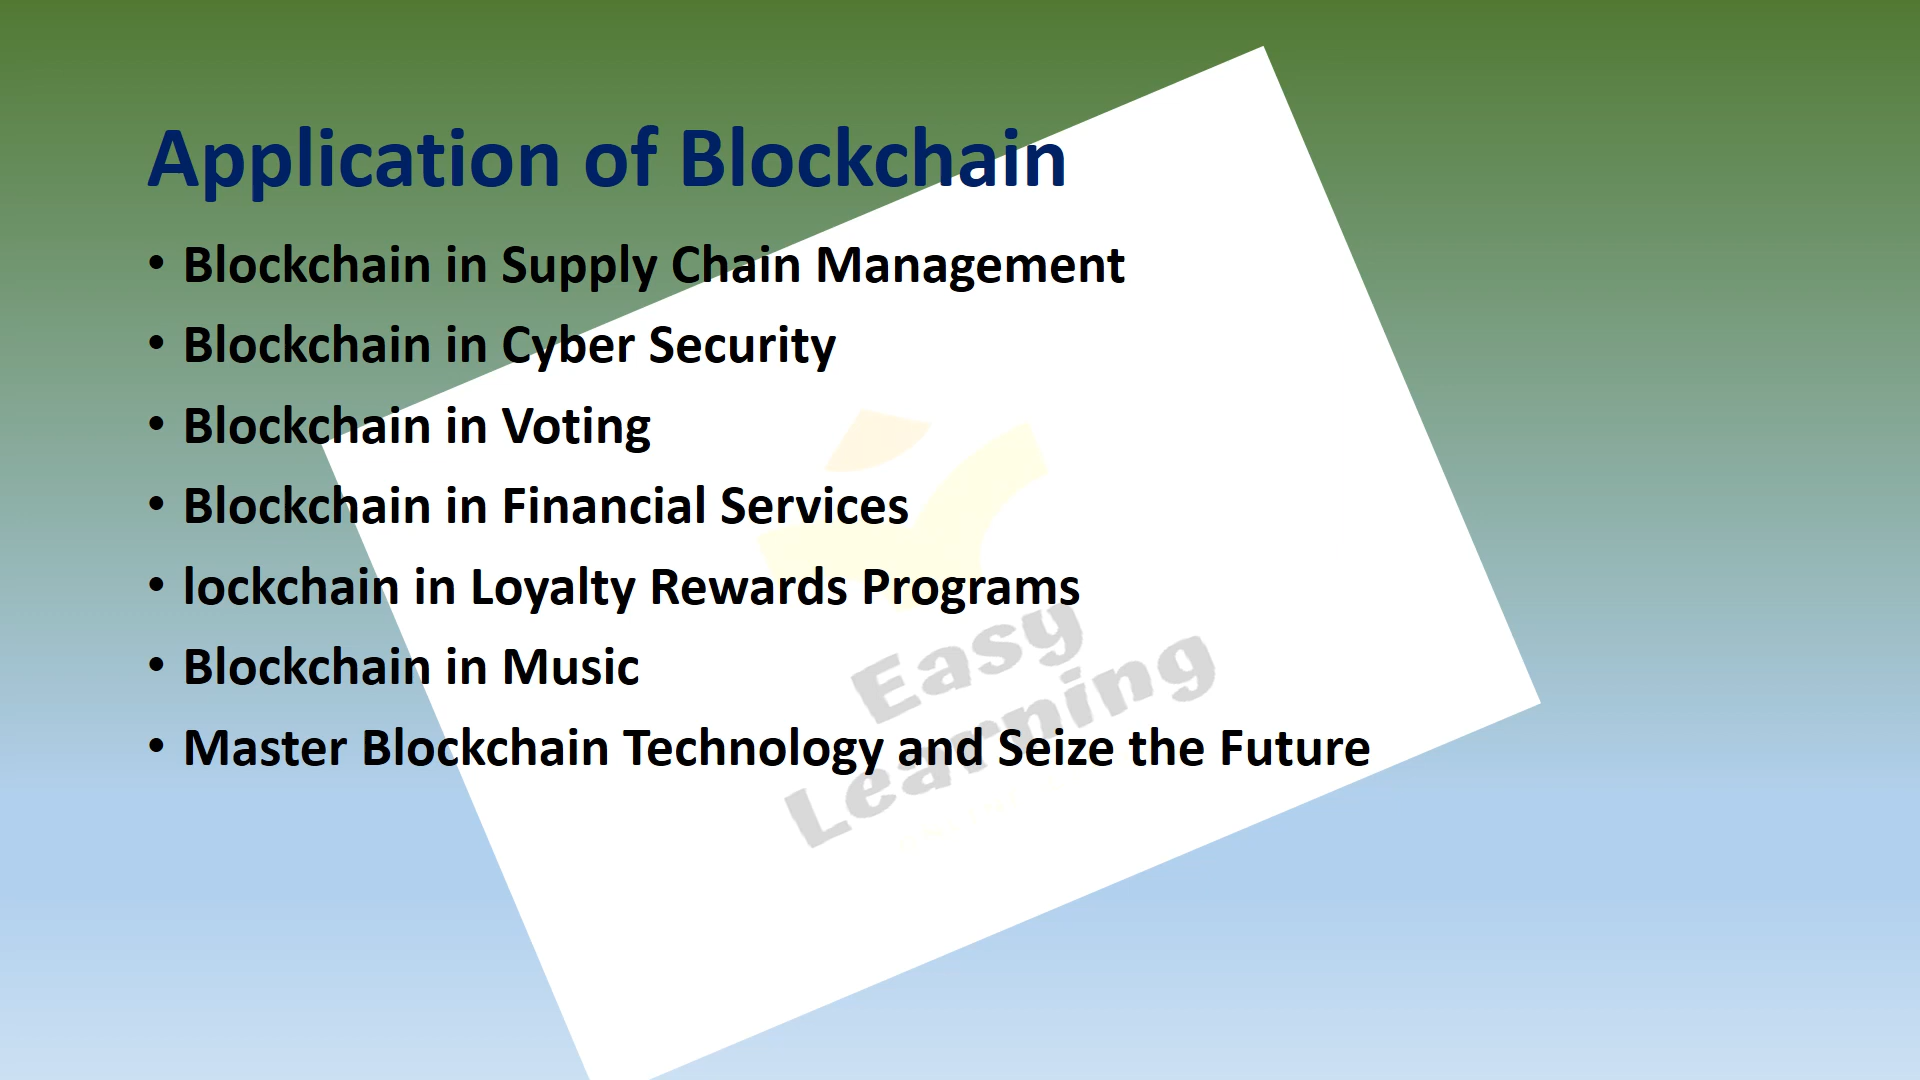 Application of Blockchain
• Blockchain in Supply Chain Management
• Blockchain in Cyber Security
• Blockchain in Voting
• Blockchain in Financial Services
• lockchain in Loyalty Rewards Programs
• Blockchain in Music
• Master Blockchain Technology and Seize the Future
Easy
Learning